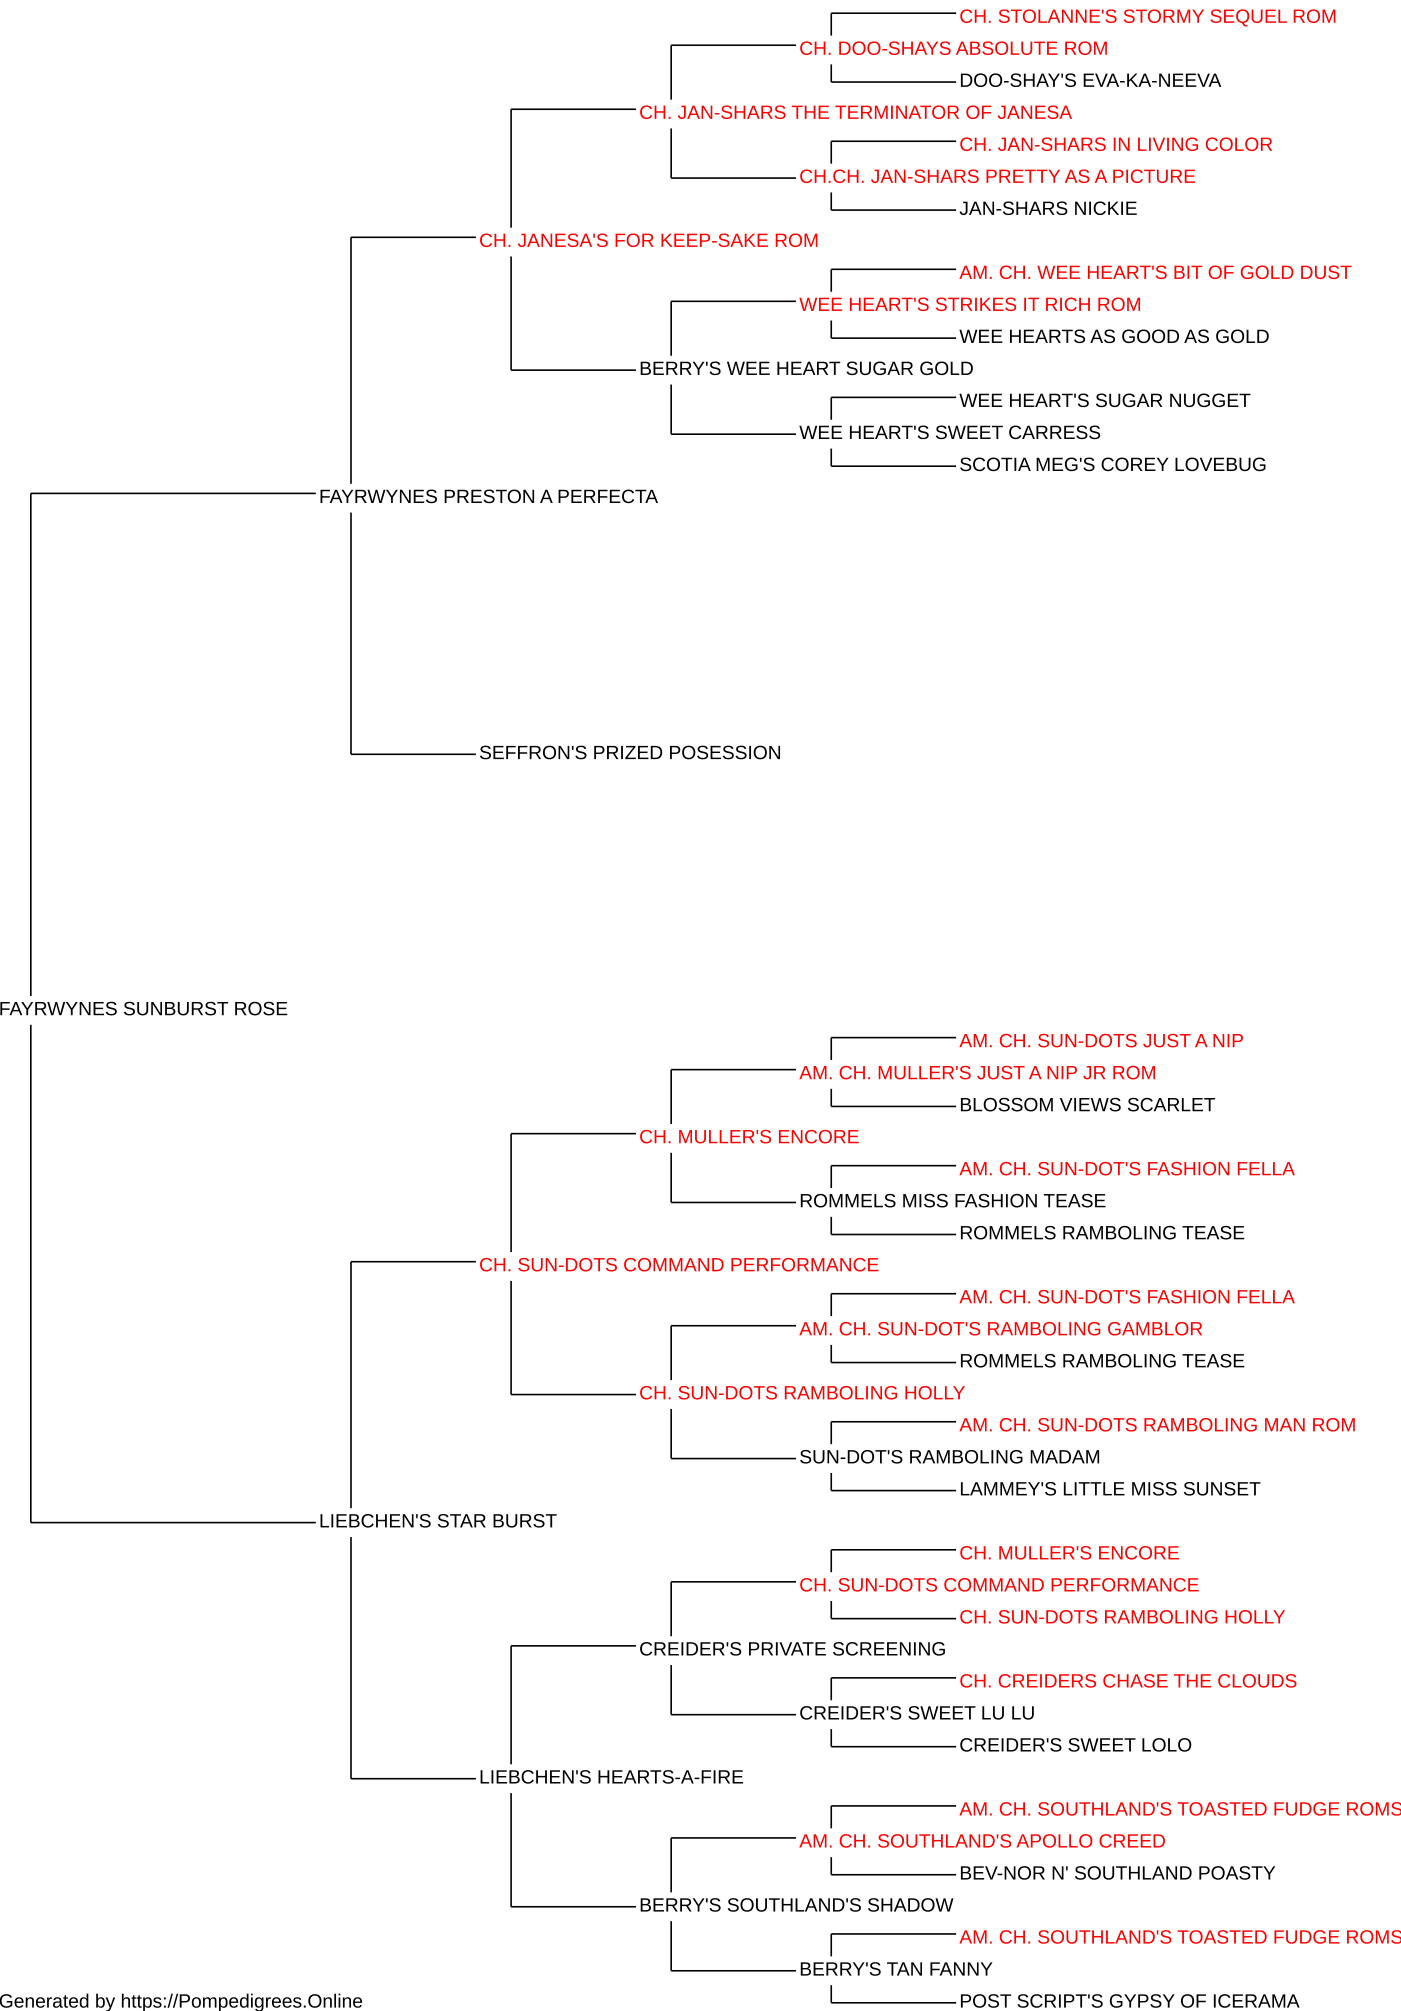 CH. STOLANNE'S STORMY SEQUEL ROM
CH. DOO-SHAYS ABSOLUTE ROM
DOO-SHAY'S EVA-KA-NEEVA
CH. JAN-SHARS THE TERMINATOR OF JANESA
CH. JAN-SHARS IN LIVING COLOR
CH.CH. JAN-SHARS PRETTY AS A PICTURE
JAN-SHARS NICKIE
CH. JANESA'S FOR KEEP-SAKE ROM
AM. CH. WEE HEART'S BIT OF GOLD DUST
WEE HEART'S STRIKES IT RICH ROM
WEE HEARTS AS GOOD AS GOLD
BERRY'S WEE HEART SUGAR GOLD
WEE HEART'S SUGAR NUGGET
WEE HEART'S SWEET CARRESS
SCOTIA MEG'S COREY LOVEBUG
FAYRWYNES PRESTON A PERFECTA
SEFFRON'S PRIZED POSESSION
FAYRWYNES SUNBURST ROSE
AM. CH. SUN-DOTS JUST A NIP
AM. CH. MULLER'S JUST A NIP JR ROM
BLOSSOM VIEWS SCARLET
CH. MULLER'S ENCORE
AM. CH. SUN-DOT'S FASHION FELLA
ROMMELS MISS FASHION TEASE
ROMMELS RAMBOLING TEASE
CH. SUN-DOTS COMMAND PERFORMANCE
AM. CH. SUN-DOT'S FASHION FELLA
AM. CH. SUN-DOT'S RAMBOLING GAMBLOR
ROMMELS RAMBOLING TEASE
CH. SUN-DOTS RAMBOLING HOLLY
AM. CH. SUN-DOTS RAMBOLING MAN ROM
SUN-DOT'S RAMBOLING MADAM
LAMMEY'S LITTLE MISS SUNSET
LIEBCHEN'S STAR BURST
CH. MULLER'S ENCORE
CH. SUN-DOTS COMMAND PERFORMANCE
CH. SUN-DOTS RAMBOLING HOLLY
CREIDER'S PRIVATE SCREENING
CH. CREIDERS CHASE THE CLOUDS
CREIDER'S SWEET LU LU
CREIDER'S SWEET LOLO
LIEBCHEN'S HEARTS-A-FIRE
AM. CH. SOUTHLAND'S TOASTED FUDGE ROMS
AM. CH. SOUTHLAND'S APOLLO CREED
BEV-NOR N' SOUTHLAND POASTY
BERRY'S SOUTHLAND'S SHADOW
AM. CH. SOUTHLAND'S TOASTED FUDGE ROMS
BERRY'S TAN FANNY
POST SCRIPT'S GYPSY OF ICERAMA
Generated by https://Pompedigrees.Online